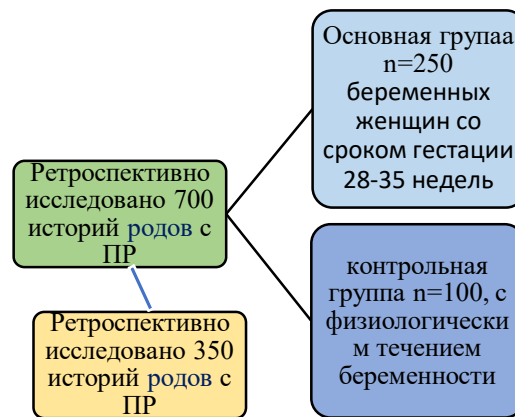 Основная групаа
n=250
беременных
женщин со
сроком гестации
28-35 недель
Ретроспективно
исследовано 700
историй родов с
ПР
контрольная
группа n=100, с
физиологически
м течением
беременности
Ретроспективно
исследовано 350
историй родов с
ПР